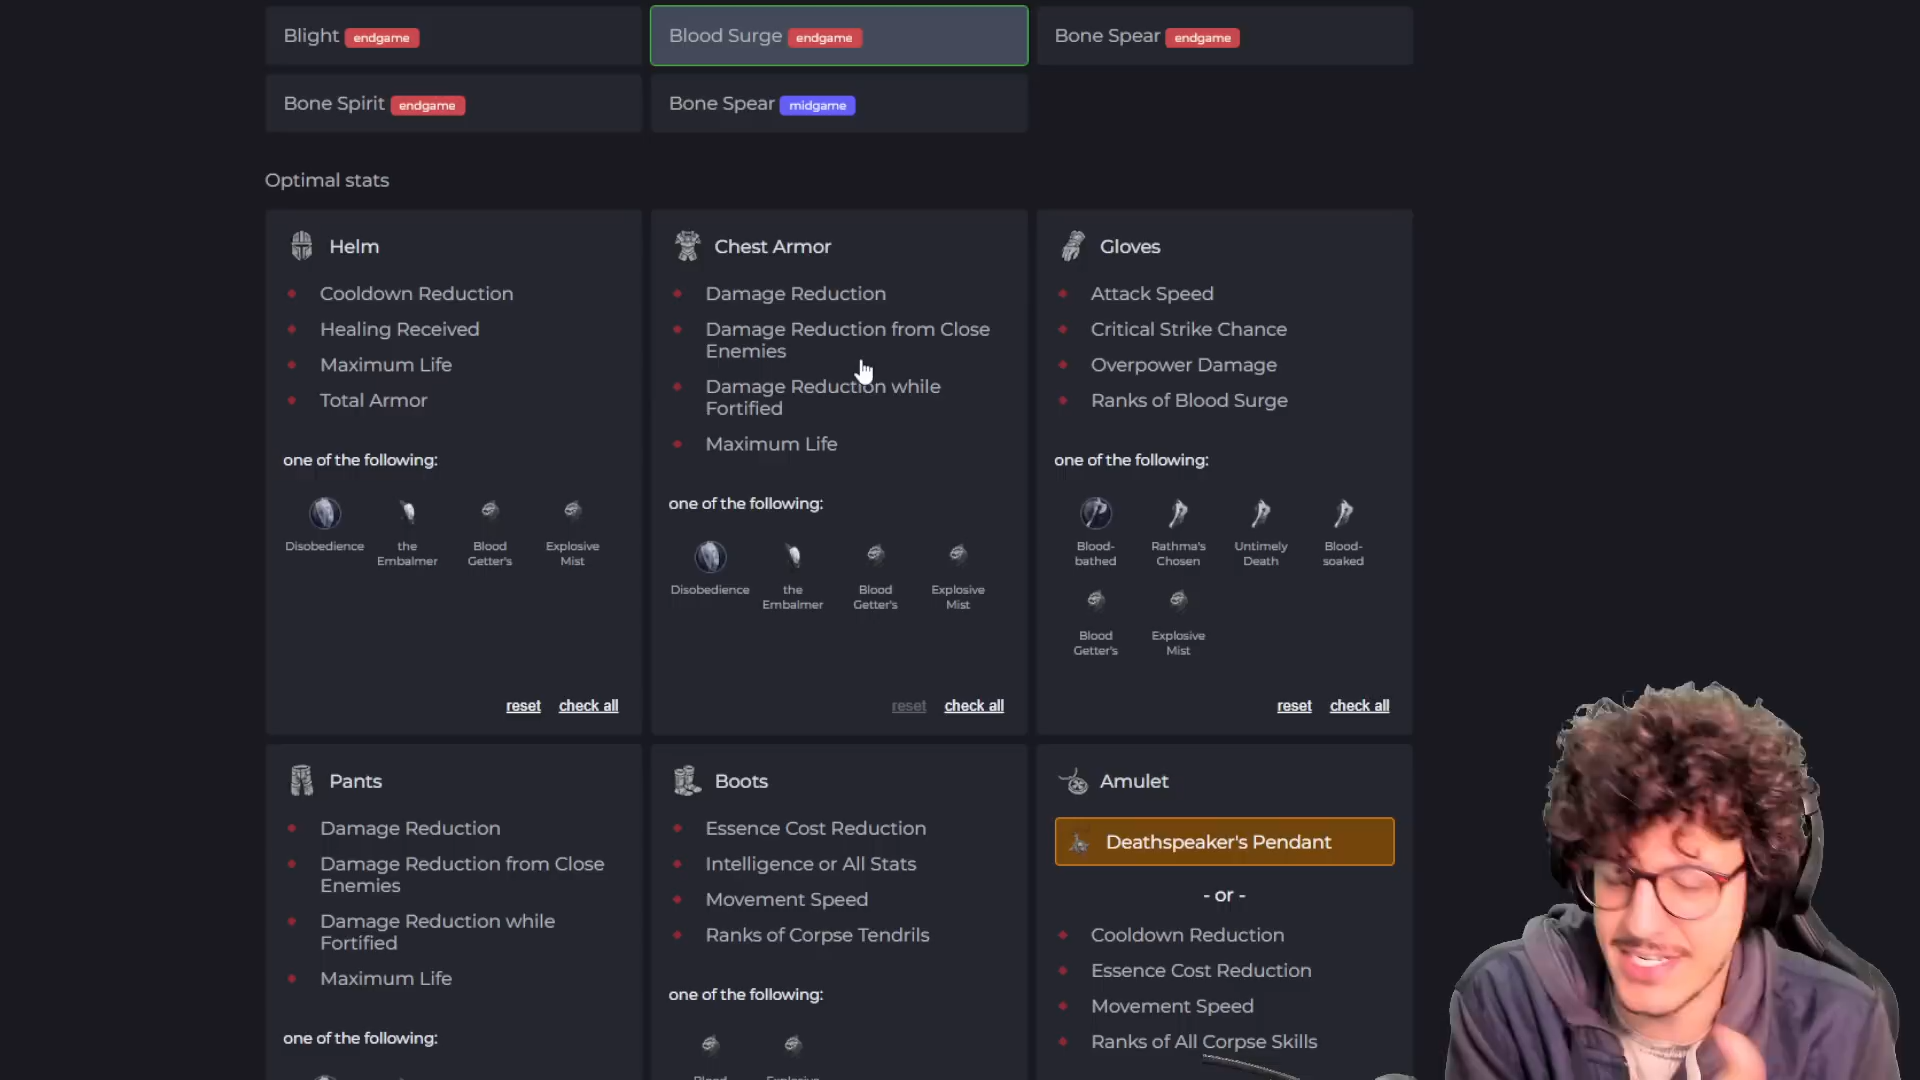 Blight endgame
Blood Surge endgame
Bone Spear endgame
Bone Spirit endgame
Bone Spear midgame
Optimal stats
Helm
Cooldown Reduction
Healing Received
Maximum Life
Total Armor
one of the following:
Disobedience
the
Embalmer
Blood
Getter's
Explosive
Mist
reset check all
Chest Armor
Damage Reduction
Damage Reduction from Close
Enemies
Damage Reduction while
Fortified
Maximum Life
one of the following:
Disobedience
the
Embalmer
Blood
Getter's
Explosive
Mist
reset check all
Gloves
Attack Speed
Critical Strike Chance
Overpower Damage
Ranks of Blood Surge
one of the following:
Blood-
bathed
Rathma's
Chosen
Untimely
Death
Blood-
soaked
Blood
Getter's
Explosive
Mist
reset check all
Pants
Damage Reduction
Damage Reduction from Close
Enemies
Damage Reduction while
Fortified
Maximum Life
one of the following:
Boots
Essence Cost Reduction
Intelligence or All Stats
Movement Speed
Ranks of Corpse Tendrils
one of the following:
Blood
Explosive
Amulet
Deathspeaker's Pendant
- or -
Cooldown Reduction
Essence Cost Reduction
Movement Speed
Ranks of All Corpse Skills